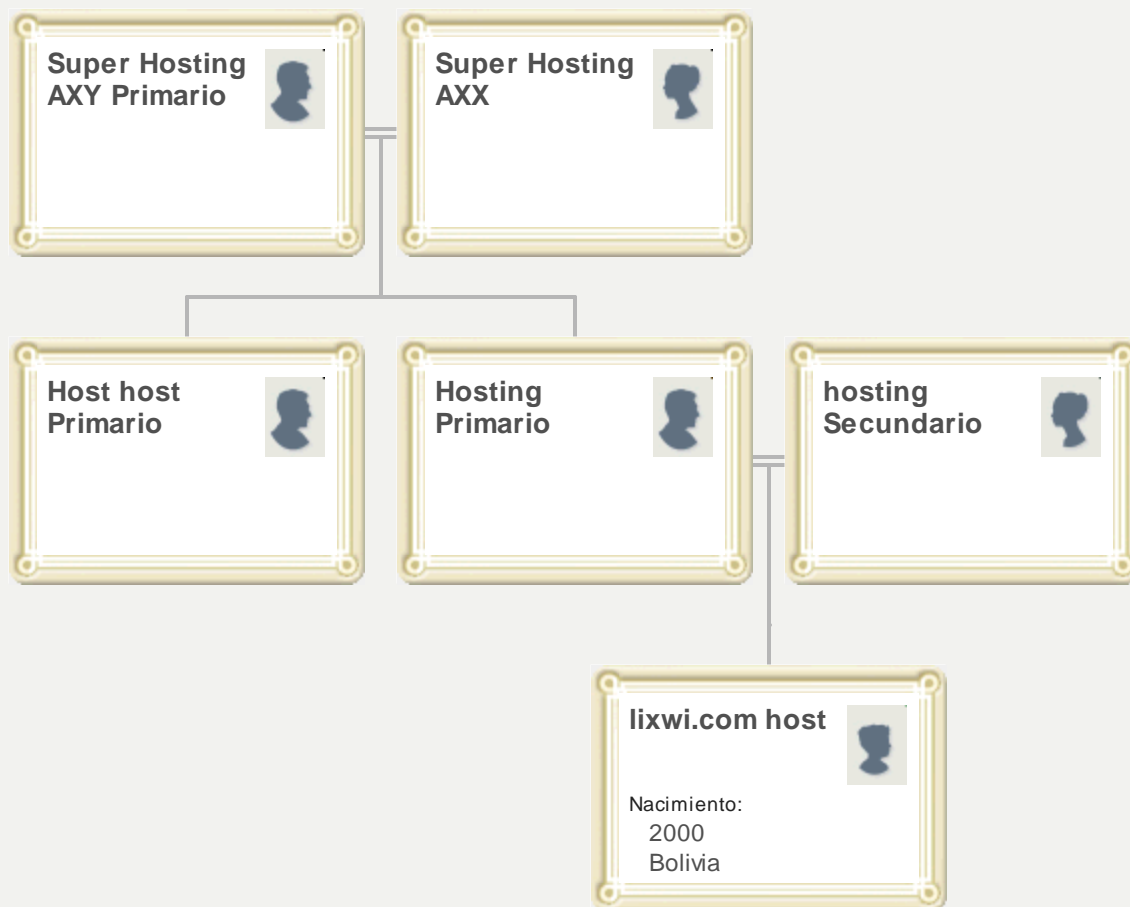 Super Hosting
AXY Primario
Super Hosting
AXX
Host host
Primario
Hosting
Primario
hosting
Secundario
lixwi.com host
Nacimiento:
2000
Bolivia